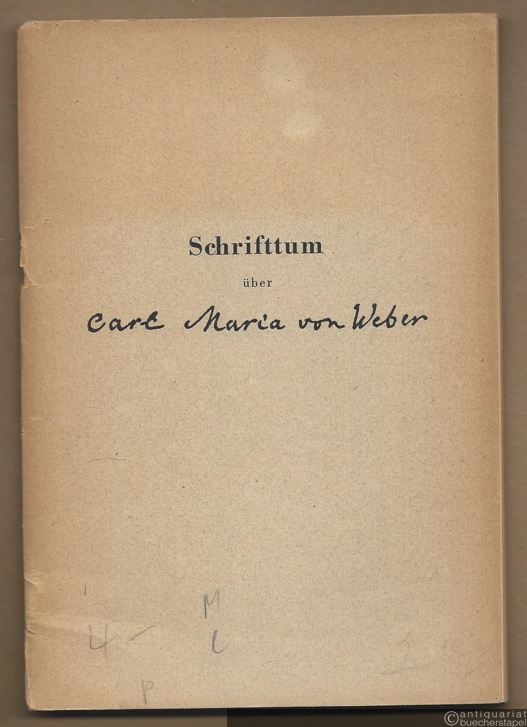 Schrifttum
über
Carl Maria von Weber
M
4 –
l
p
©antiquariat
buecherstapel